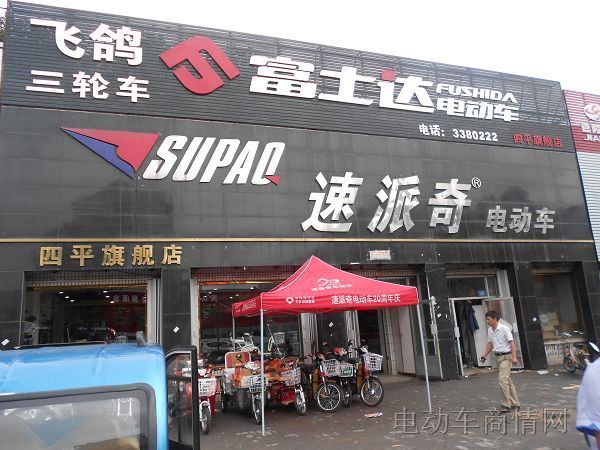 飞鸽
三轮车
富士达
FUSHIDA
电动车
电话：3380222
四平旗舰店
SUPAQ
速派奇® 电动车
四平旗舰店
速派奇电动车20周年庆
电动车商情网